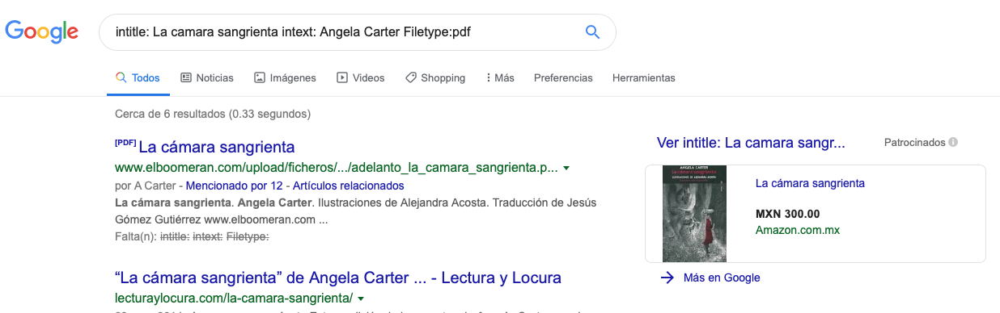 Google
intitle: La camara sangrienta intext: Angela Carter Filetype:pdf
Todos Noticias Imágenes Videos Shopping Más Preferencias Herramientas
Cerca de 6 resultados (0.33 segundos)
[PDF] La cámara sangrienta
www.elboomeran.com/upload/ficheros/.../adelanto_la_camara_sangrienta.p...
por A Carter - Mencionado por 12 - Artículos relacionados
La cámara sangrienta. Angela Carter. Ilustraciones de Alejandra Acosta. Traducción de Jesús
Gómez Gutiérrez www.elboomeran.com ...
Falta(n): intitle: intext: Filetype:
“La cámara sangrienta” de Angela Carter ... - Lectura y Locura
lecturaylocura.com/la-camara-sangrienta/
Ver intitle: La camara sangr...
Patrocinados
ANGELA CARTER
La cámara sangrienta
La cámara sangrienta
MXN 300.00
Amazon.com.mx
Más en Google